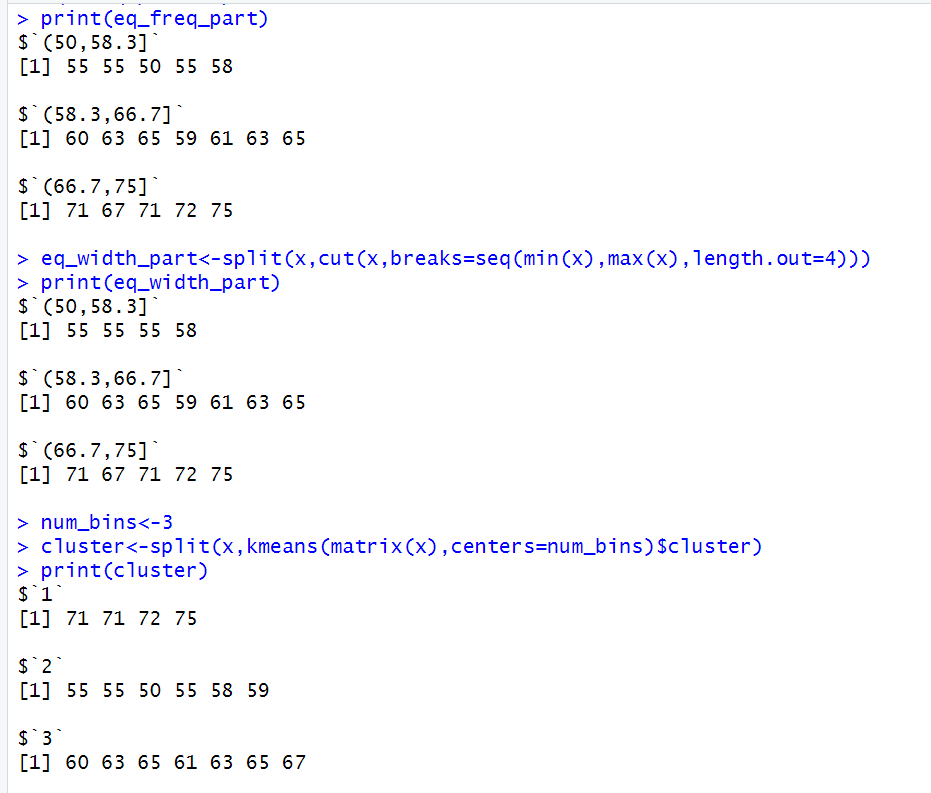 > print(eq_freq_part)
$`(50,58.3]`
[1] 55 55 50 55 58
$`(58.3,66.7]`
[1] 60 63 65 59 61 63 65
$`(66.7,75]`
[1] 71 67 71 72 75
> eq_width_part<-split(x,cut(x,breaks=seq(min(x),max(x),length.out=4)))
> print(eq_width_part)
$`(50,58.3]`
[1] 55 55 55 58
$`(58.3,66.7]`
[1] 60 63 65 59 61 63 65
$`(66.7,75]`
[1] 71 67 71 72 75
> num_bins<-3
> cluster<-split(x,kmeans(matrix(x),centers=num_bins)$cluster)
> print(cluster)
$`1`
[1] 71 71 72 75
$`2`
[1] 55 55 50 55 58 59
$`3`
[1] 60 63 65 61 63 65 67